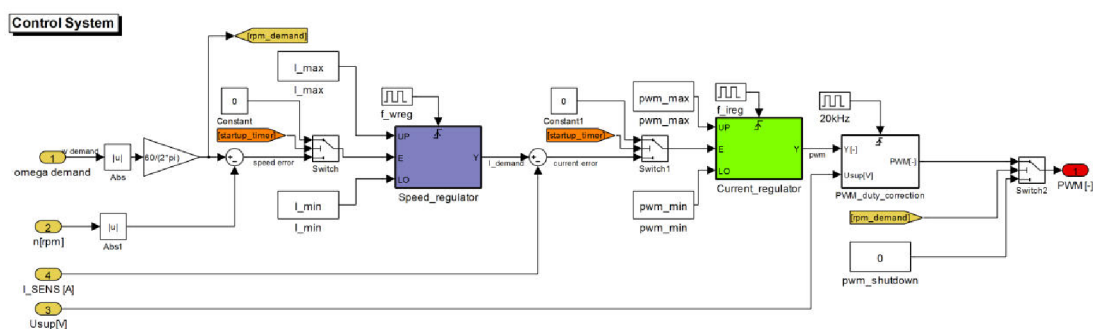 Control System
[rpm_demand]
I_max
I_max
0
Constant
f_wreg
[startup_timer]
1
w demand
omega demand
|u|
Abs
60/(2*pi)
speed error
Switch
UP
E
LO
Y
Speed_regulator
I_min
I_min
I_demand
current error
0
Constant1
[startup_timer]
Switch1
pwm_max
pwm_max
f_ireg
UP
E
LO
Y
Current_regulator
pwm_min
pwm_min
pwm
20kHz
Y[-]
Usup[V]
PWM[-]
PWM_duty_correction
[rpm_demand]
0
pwm_shutdown
Switch2
1
PWM [-]
2
n[rpm]
|u|
Abs1
4
I_SENS [A]
3
Usup[V]